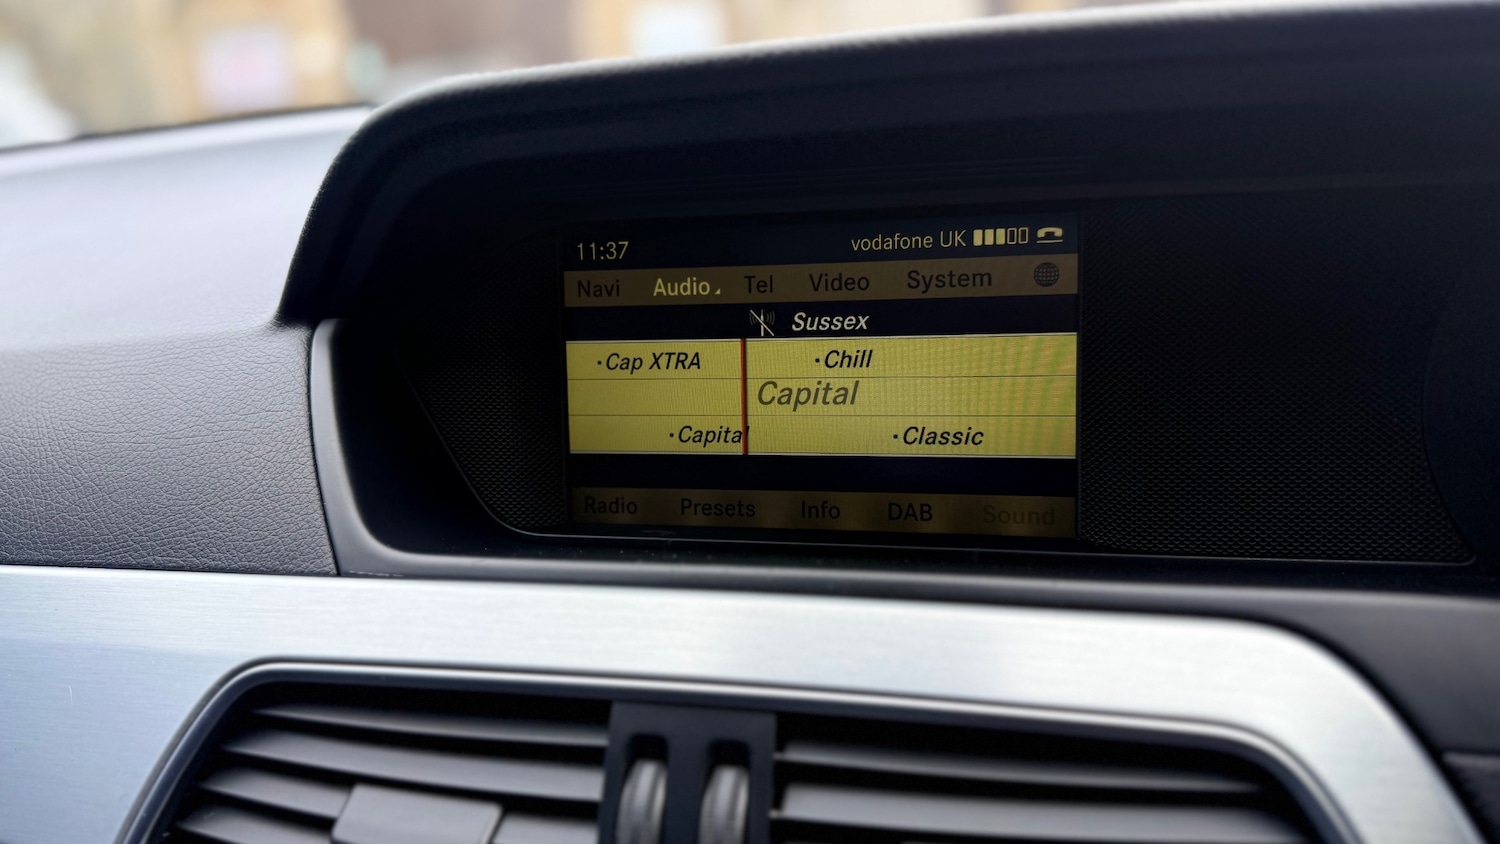 11:37 vodafone UK
Navi Audio Tel Video System
Sussex
·Cap XTRA ·Chill
Capital
·Capital ·Classic
Radio Presets Info DAB Sound